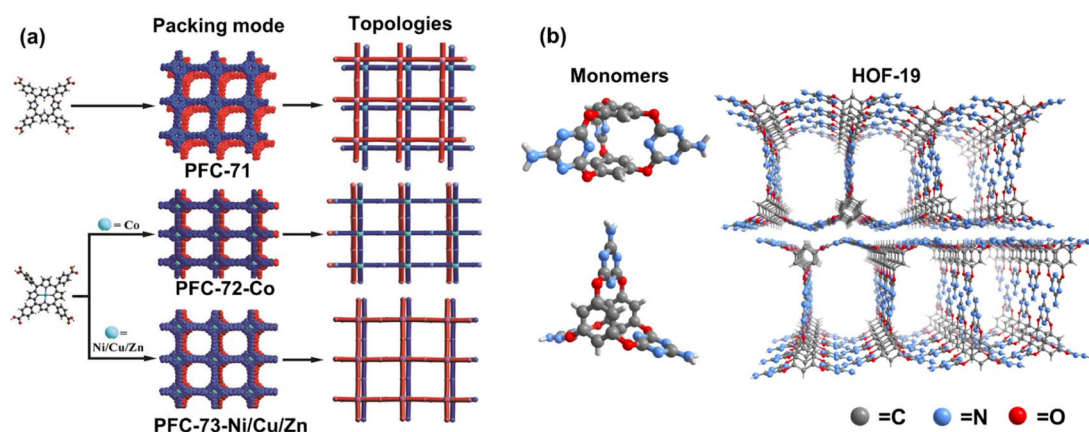 (a)
Packing mode
Topologies
PFC-71
= Co
PFC-72-Co
=
Ni/Cu/Zn
PFC-73-Ni/Cu/Zn
(b)
Monomers
HOF-19
=C
=N
=O